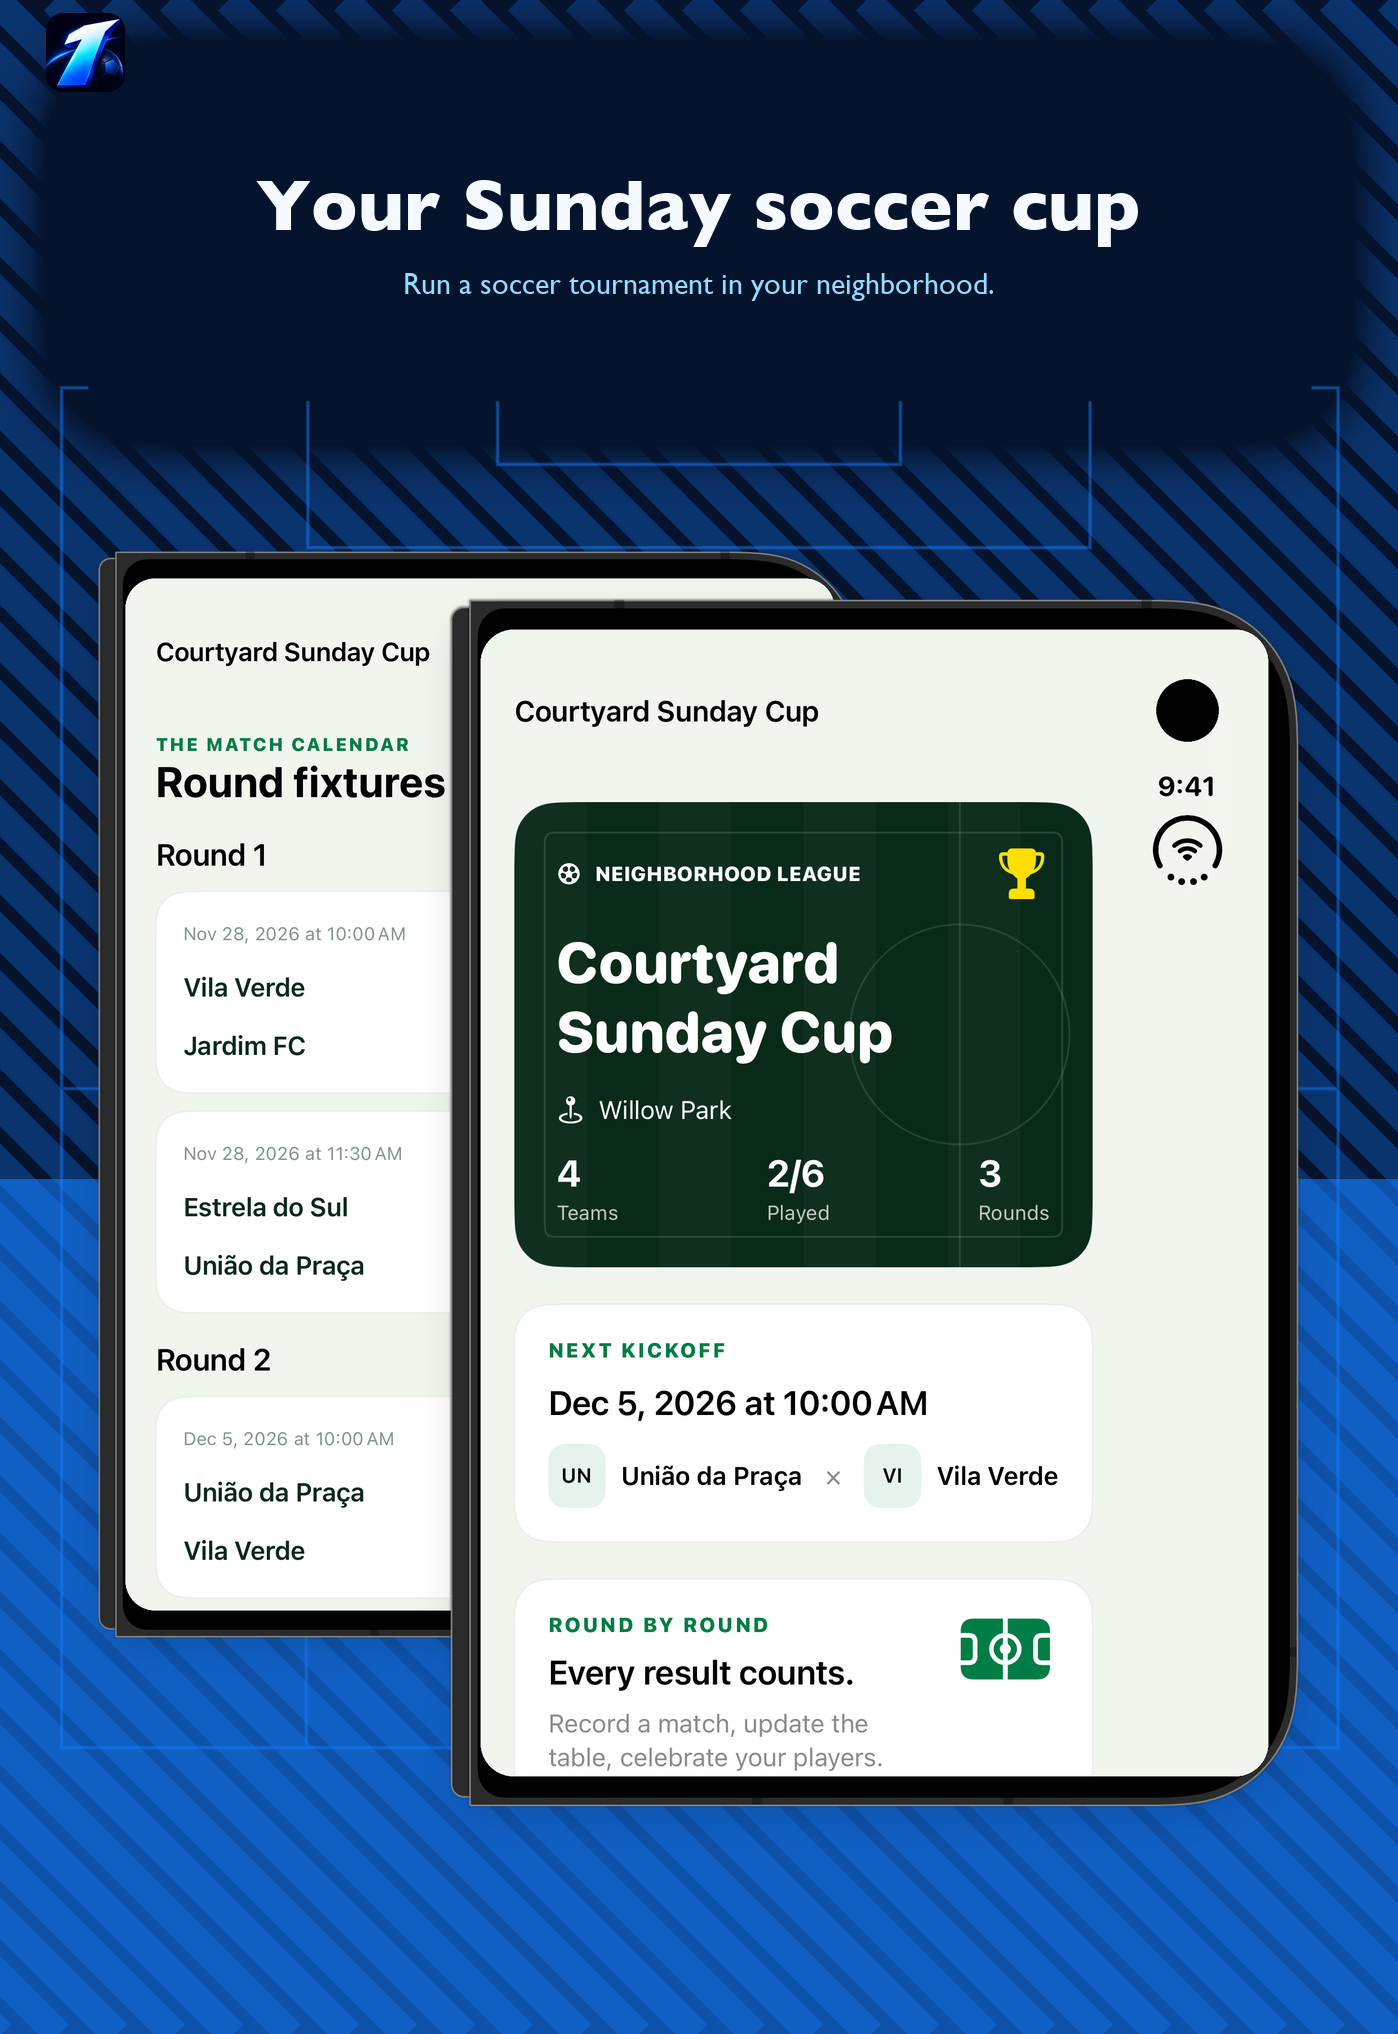 Your Sunday soccer cup
Run a soccer tournament in your neighborhood.
Courtyard Sunday Cup
THE MATCH CALENDAR
Round fixtures
Round 1
Nov 28, 2026 at 10:00 AM
Vila Verde
Jardim FC
Nov 28, 2026 at 11:30 AM
Estrela do Sul
União da Praça
Round 2
Dec 5, 2026 at 10:00 AM
União da Praça
Vila Verde
Courtyard Sunday Cup
9:41
NEIGHBORHOOD LEAGUE
Courtyard
Sunday Cup
Willow Park
4 2/6 3
Teams Played Rounds
NEXT KICKOFF
Dec 5, 2026 at 10:00 AM
UN União da Praça × VI Vila Verde
ROUND BY ROUND
Every result counts.
Record a match, update the
table, celebrate your players.